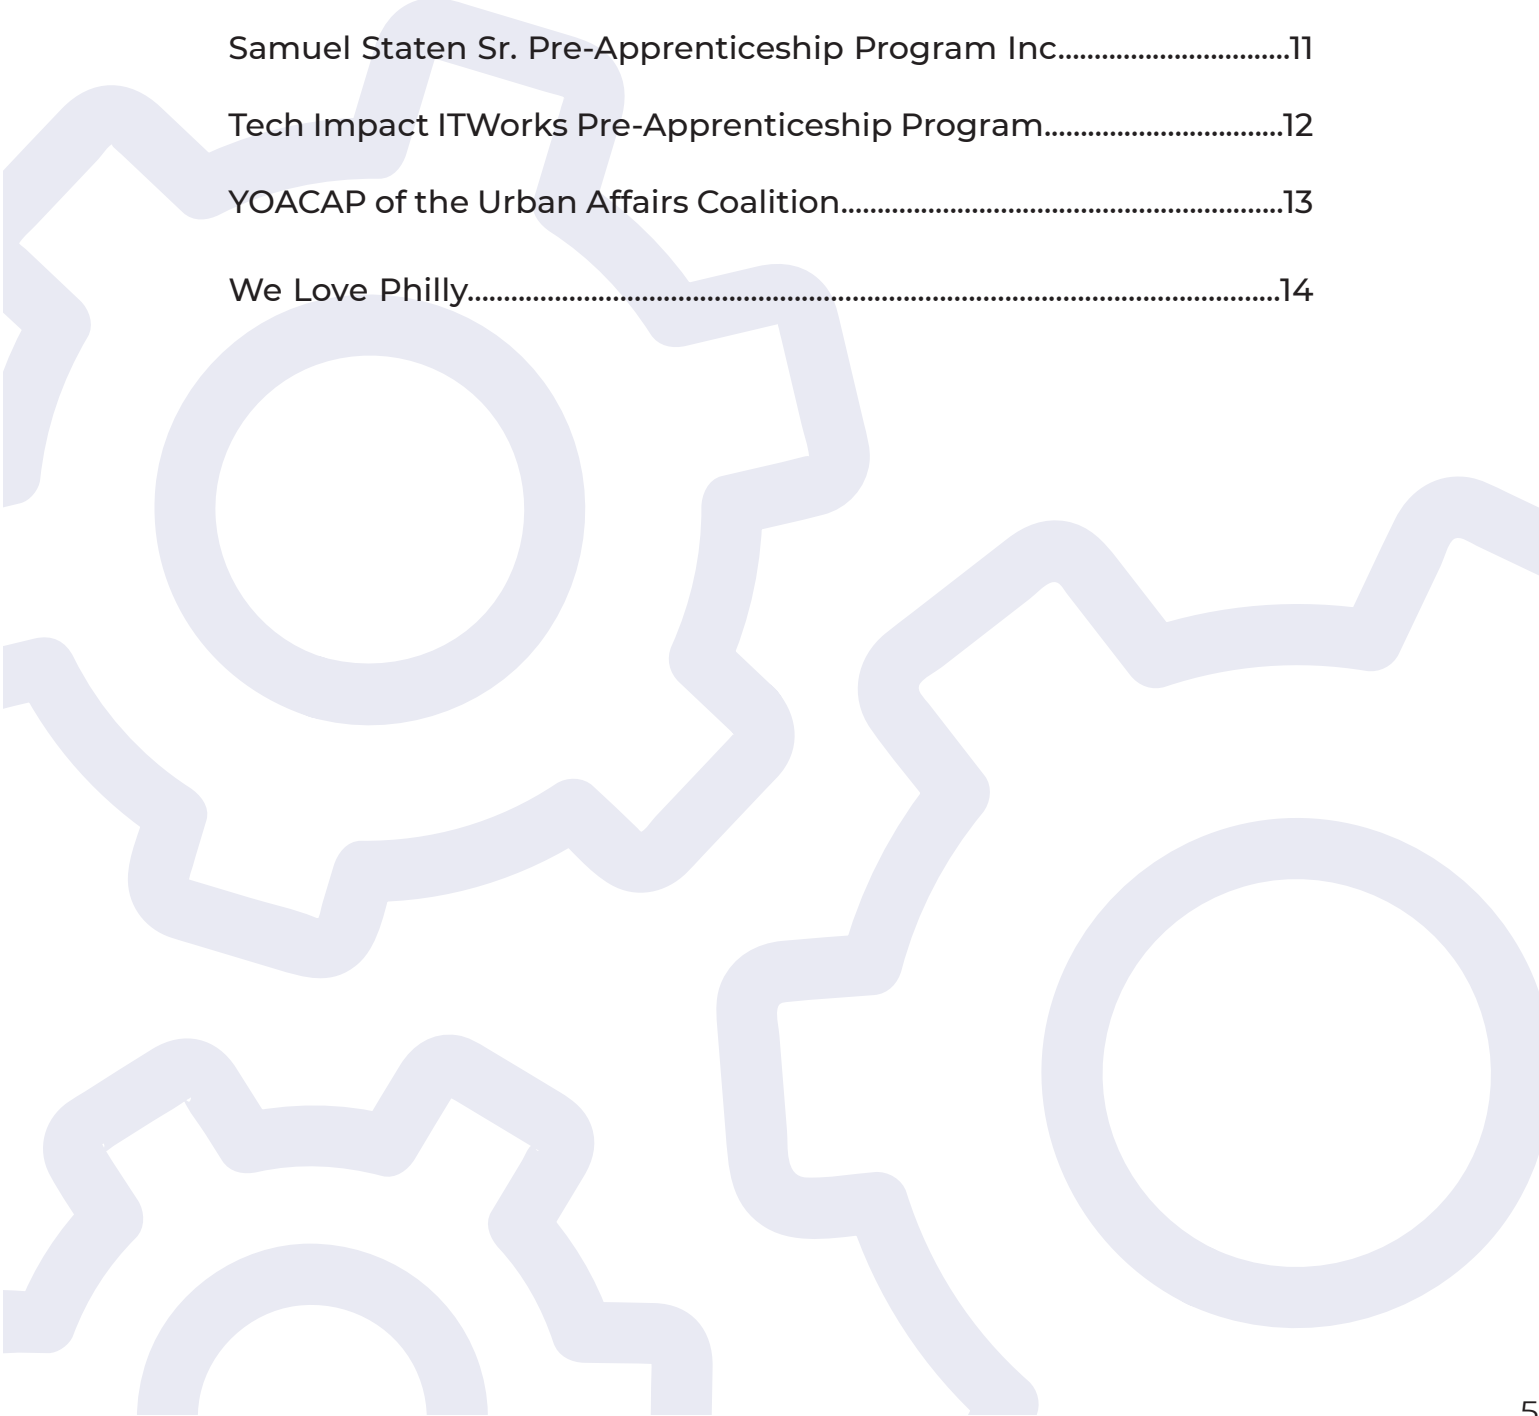 Samuel Staten Sr. Pre-Apprenticeship Program Inc................................11
Tech Impact ITWorks Pre-Apprenticeship Program.................................12
YOACAP of the Urban Affairs Coalition.............................................................13
We Love Philly................................................................................................................14
5